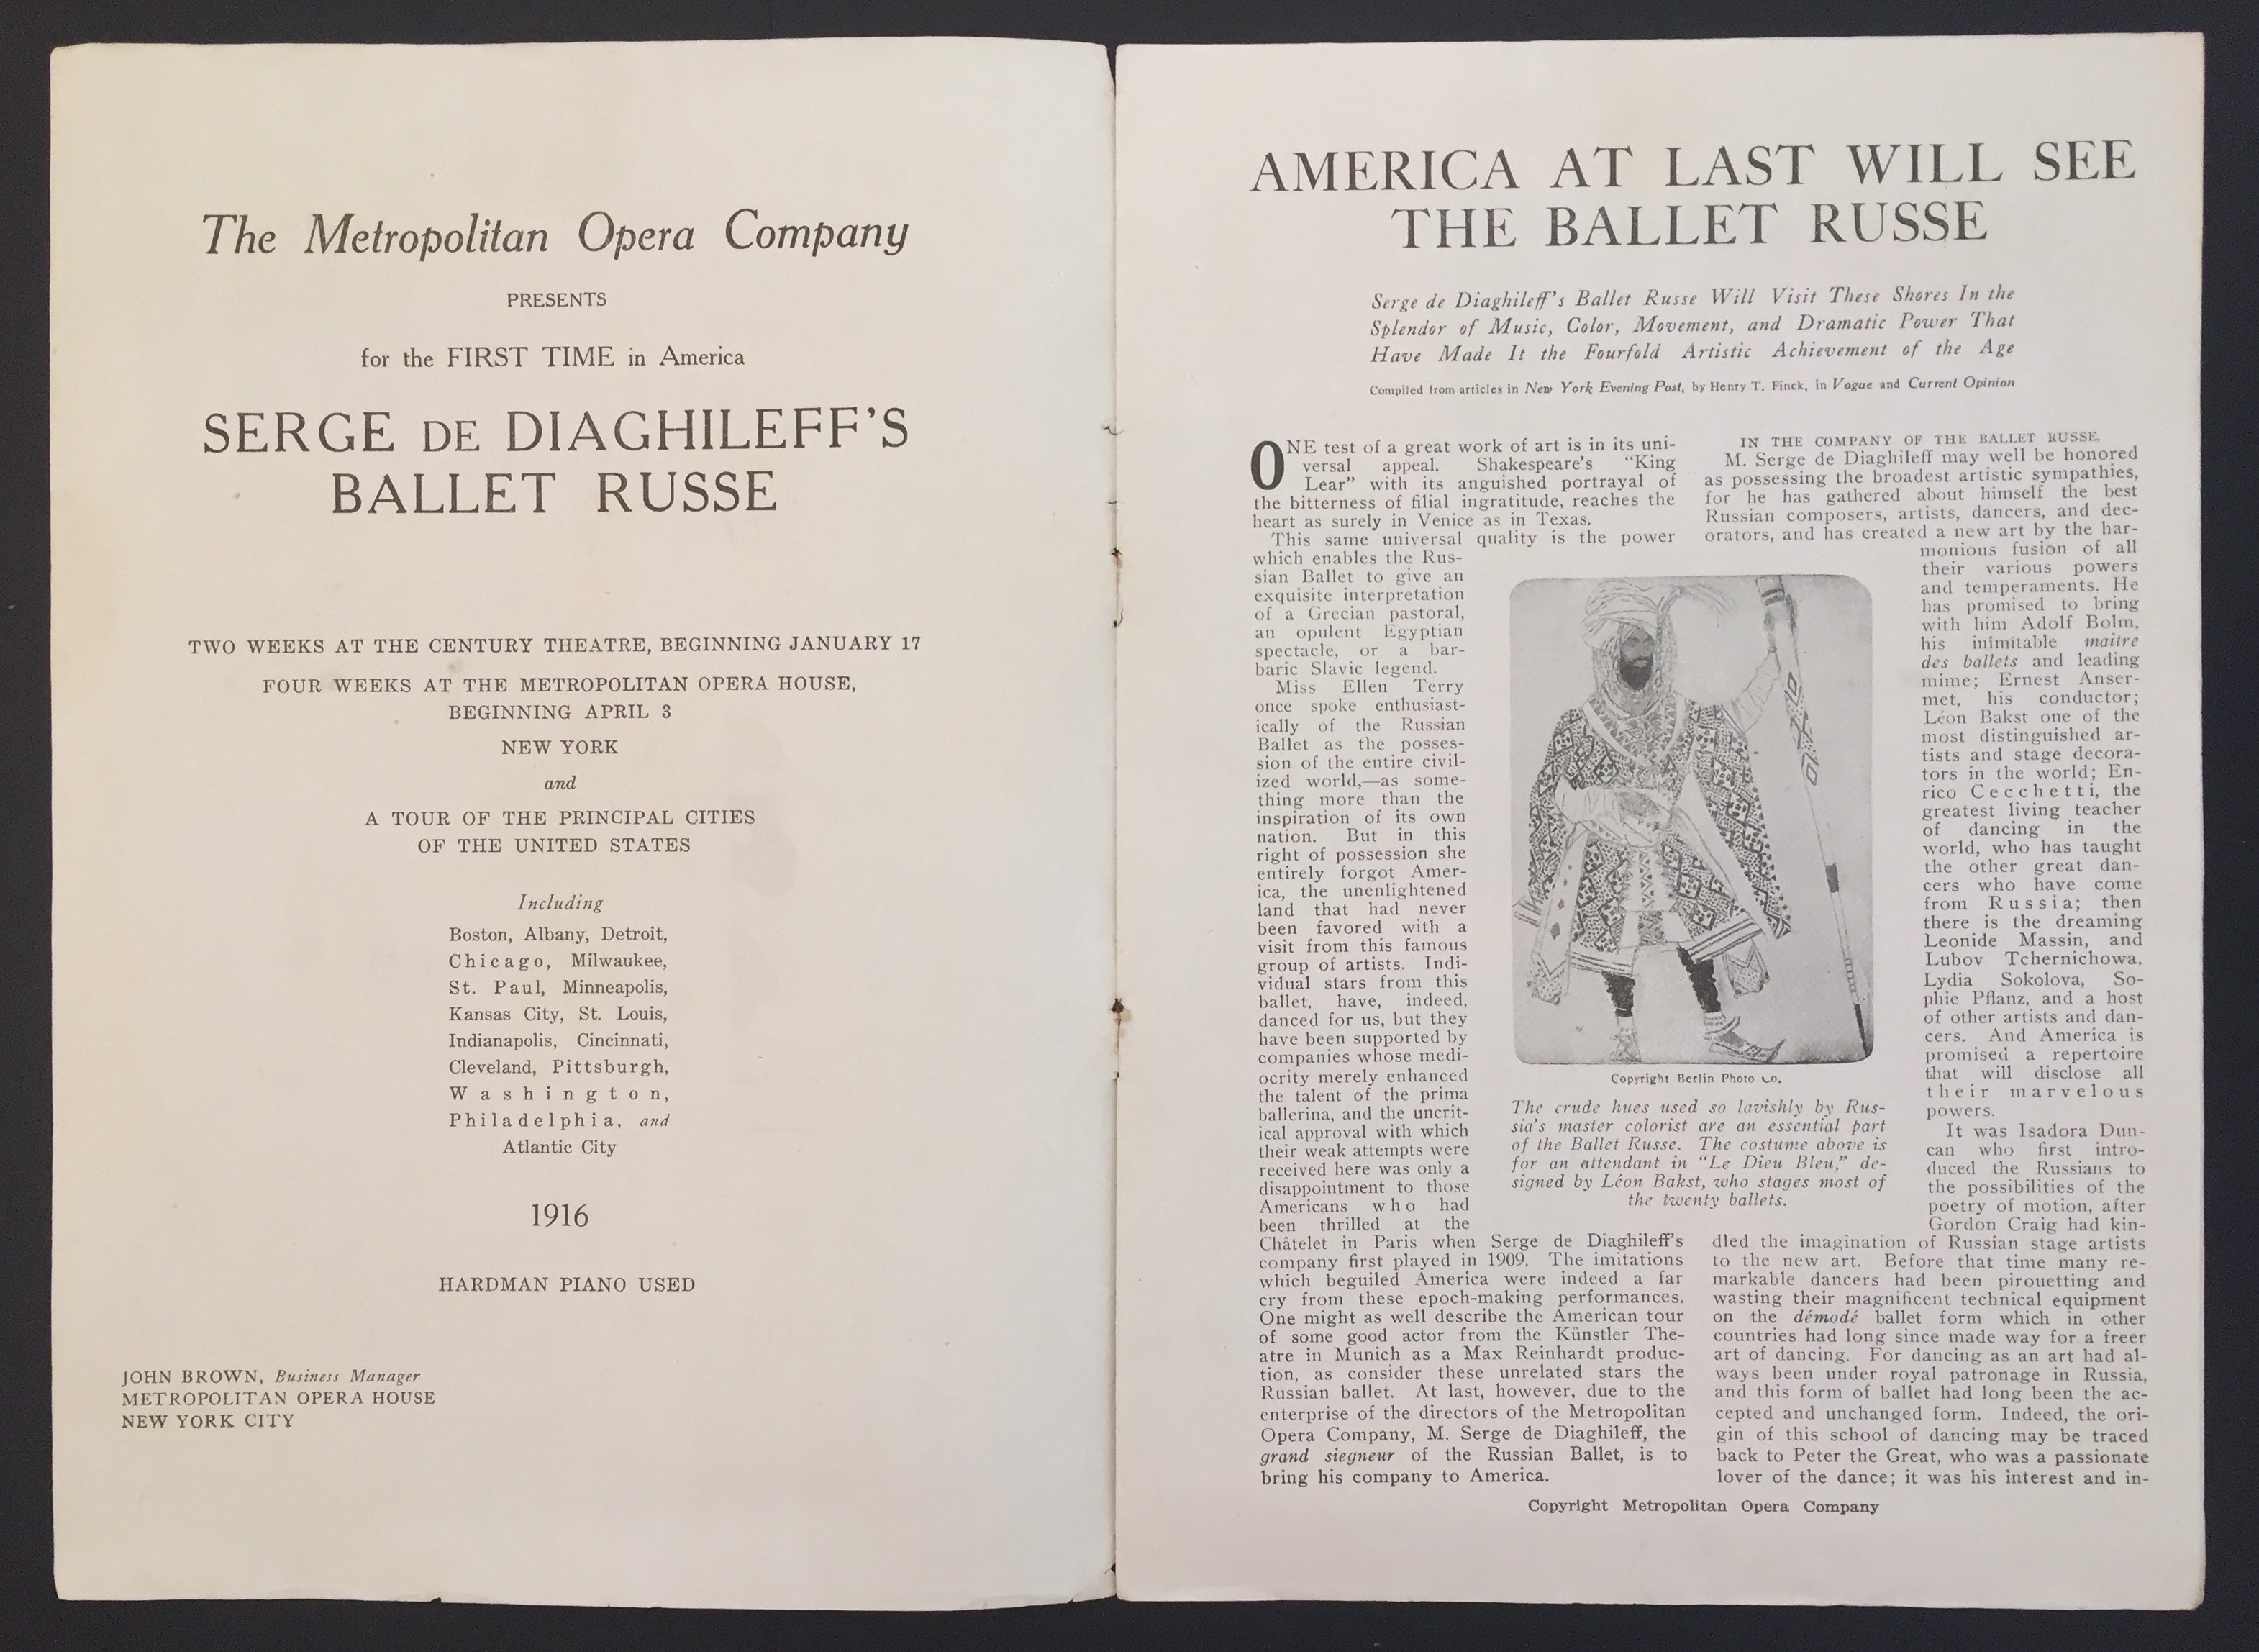 The Metropolitan Opera Company
PRESENTS
for the FIRST TIME in America
SERGE DE DIAGHILEFF'S
BALLET RUSSE
TWO WEEKS AT THE CENTURY THEATRE, BEGINNING JANUARY 17
FOUR WEEKS AT THE METROPOLITAN OPERA HOUSE,
BEGINNING APRIL 3
NEW YORK
and
A TOUR OF THE PRINCIPAL CITIES
OF THE UNITED STATES
Including
Boston, Albany, Detroit,
Chicago, Milwaukee,
St. Paul, Minneapolis,
Kansas City, St. Louis,
Indianapolis, Cincinnati,
Cleveland, Pittsburgh,
Washington,
Philadelphia, and
Atlantic City
1916
HARDMAN PIANO USED
JOHN BROWN, Business Manager
METROPOLITAN OPERA HOUSE
NEW YORK CITY
AMERICA AT LAST WILL SEE
THE BALLET RUSSE
Serge de Diaghileff's Ballet Russe Will Visit These Shores In the
Splendor of Music, Color, Movement, and Dramatic Power That
Have Made It the Fourfold Artistic Achievement of the Age
Compiled from articles in New York Evening Post, by Henry T. Finck, in Vogue and Current Opinion
ONE test of a great work of art is in its uni-
versal appeal. Shakespeare's "King
Lear" with its anguished portrayal of
the bitterness of filial ingratitude, reaches the
heart as surely in Venice as in Texas.
This same universal quality is the power
which enables the Rus-
sian Ballet to give an
exquisite interpretation
of a Grecian pastoral,
an opulent Egyptian
spectacle, or a bar-
baric Slavic legend.
Miss Ellen Terry
once spoke enthusiast-
ically of the Russian
Ballet as the posses-
sion of the entire civil-
ized world,—as some-
thing more than the
inspiration of its own
nation. But in this
right of possession she
entirely forgot Amer-
ica, the unenlightened
land that had never
been favored with a
visit from this famous
group of artists. Indi-
vidual stars from this
ballet, have, indeed,
danced for us, but they
have been supported by
companies whose medi-
ocrity merely enhanced
the talent of the prima
ballerina, and the uncrit-
ical approval with which
their weak attempts were
received here was only a
disappointment to those
Americans who had
been thrilled at the
Châtelet in Paris when Serge de Diaghileff's
company first played in 1909. The imitations
which beguiled America were indeed a far
cry from these epoch-making performances.
One might as well describe the American tour
of some good actor from the Künstler The-
atre in Munich as a Max Reinhardt produc-
tion, as consider these unrelated stars the
Russian ballet. At last, however, due to the
enterprise of the directors of the Metropolitan
Opera Company, M. Serge de Diaghileff, the
grand siegneur of the Russian Ballet, is to
bring his company to America.
Copyright Berlin Photo Co.
The crude hues used so lavishly by Rus-
sia's master colorist are an essential part
of the Ballet Russe. The costume above is
for an attendant in "Le Dieu Bleu," de-
signed by Léon Bakst, who stages most of
the twenty ballets.
IN THE COMPANY OF THE BALLET RUSSE.
M. Serge de Diaghileff may well be honored
as possessing the broadest artistic sympathies,
for he has gathered about himself the best
Russian composers, artists, dancers, and dec-
orators, and has created a new art by the har-
monious fusion of all
their various powers
and temperaments. He
has promised to bring
with him Adolf Bolm,
his inimitable maitre
des ballets and leading
mime; Ernest Anser-
met, his conductor;
Léon Bakst one of the
most distinguished ar-
tists and stage decora-
tors in the world; En-
rico Cecchetti, the
greatest living teacher
of dancing in the
world, who has taught
the other great dan-
cers who have come
from Russia; then
there is the dreaming
Leonide Massin, and
Lubov Tchernichowa,
Lydia Sokolova, So-
phie Pflanz, and a host
of other artists and dan-
cers. And America is
promised a repertoire
that will disclose all
their marvelous
powers.
It was Isadora Dun-
can who first intro-
duced the Russians to
the possibilities of the
poetry of motion, after
Gordon Craig had kin-
dled the imagination of Russian stage artists
to the new art. Before that time many re-
markable dancers had been pirouetting and
wasting their magnificent technical equipment
on the démodé ballet form which in other
countries had long since made way for a freer
art of dancing. For dancing as an art had al-
ways been under royal patronage in Russia,
and this form of ballet had long been the ac-
cepted and unchanged form. Indeed, the ori-
gin of this school of dancing may be traced
back to Peter the Great, who was a passionate
lover of the dance; it was his interest and in-
Copyright Metropolitan Opera Company